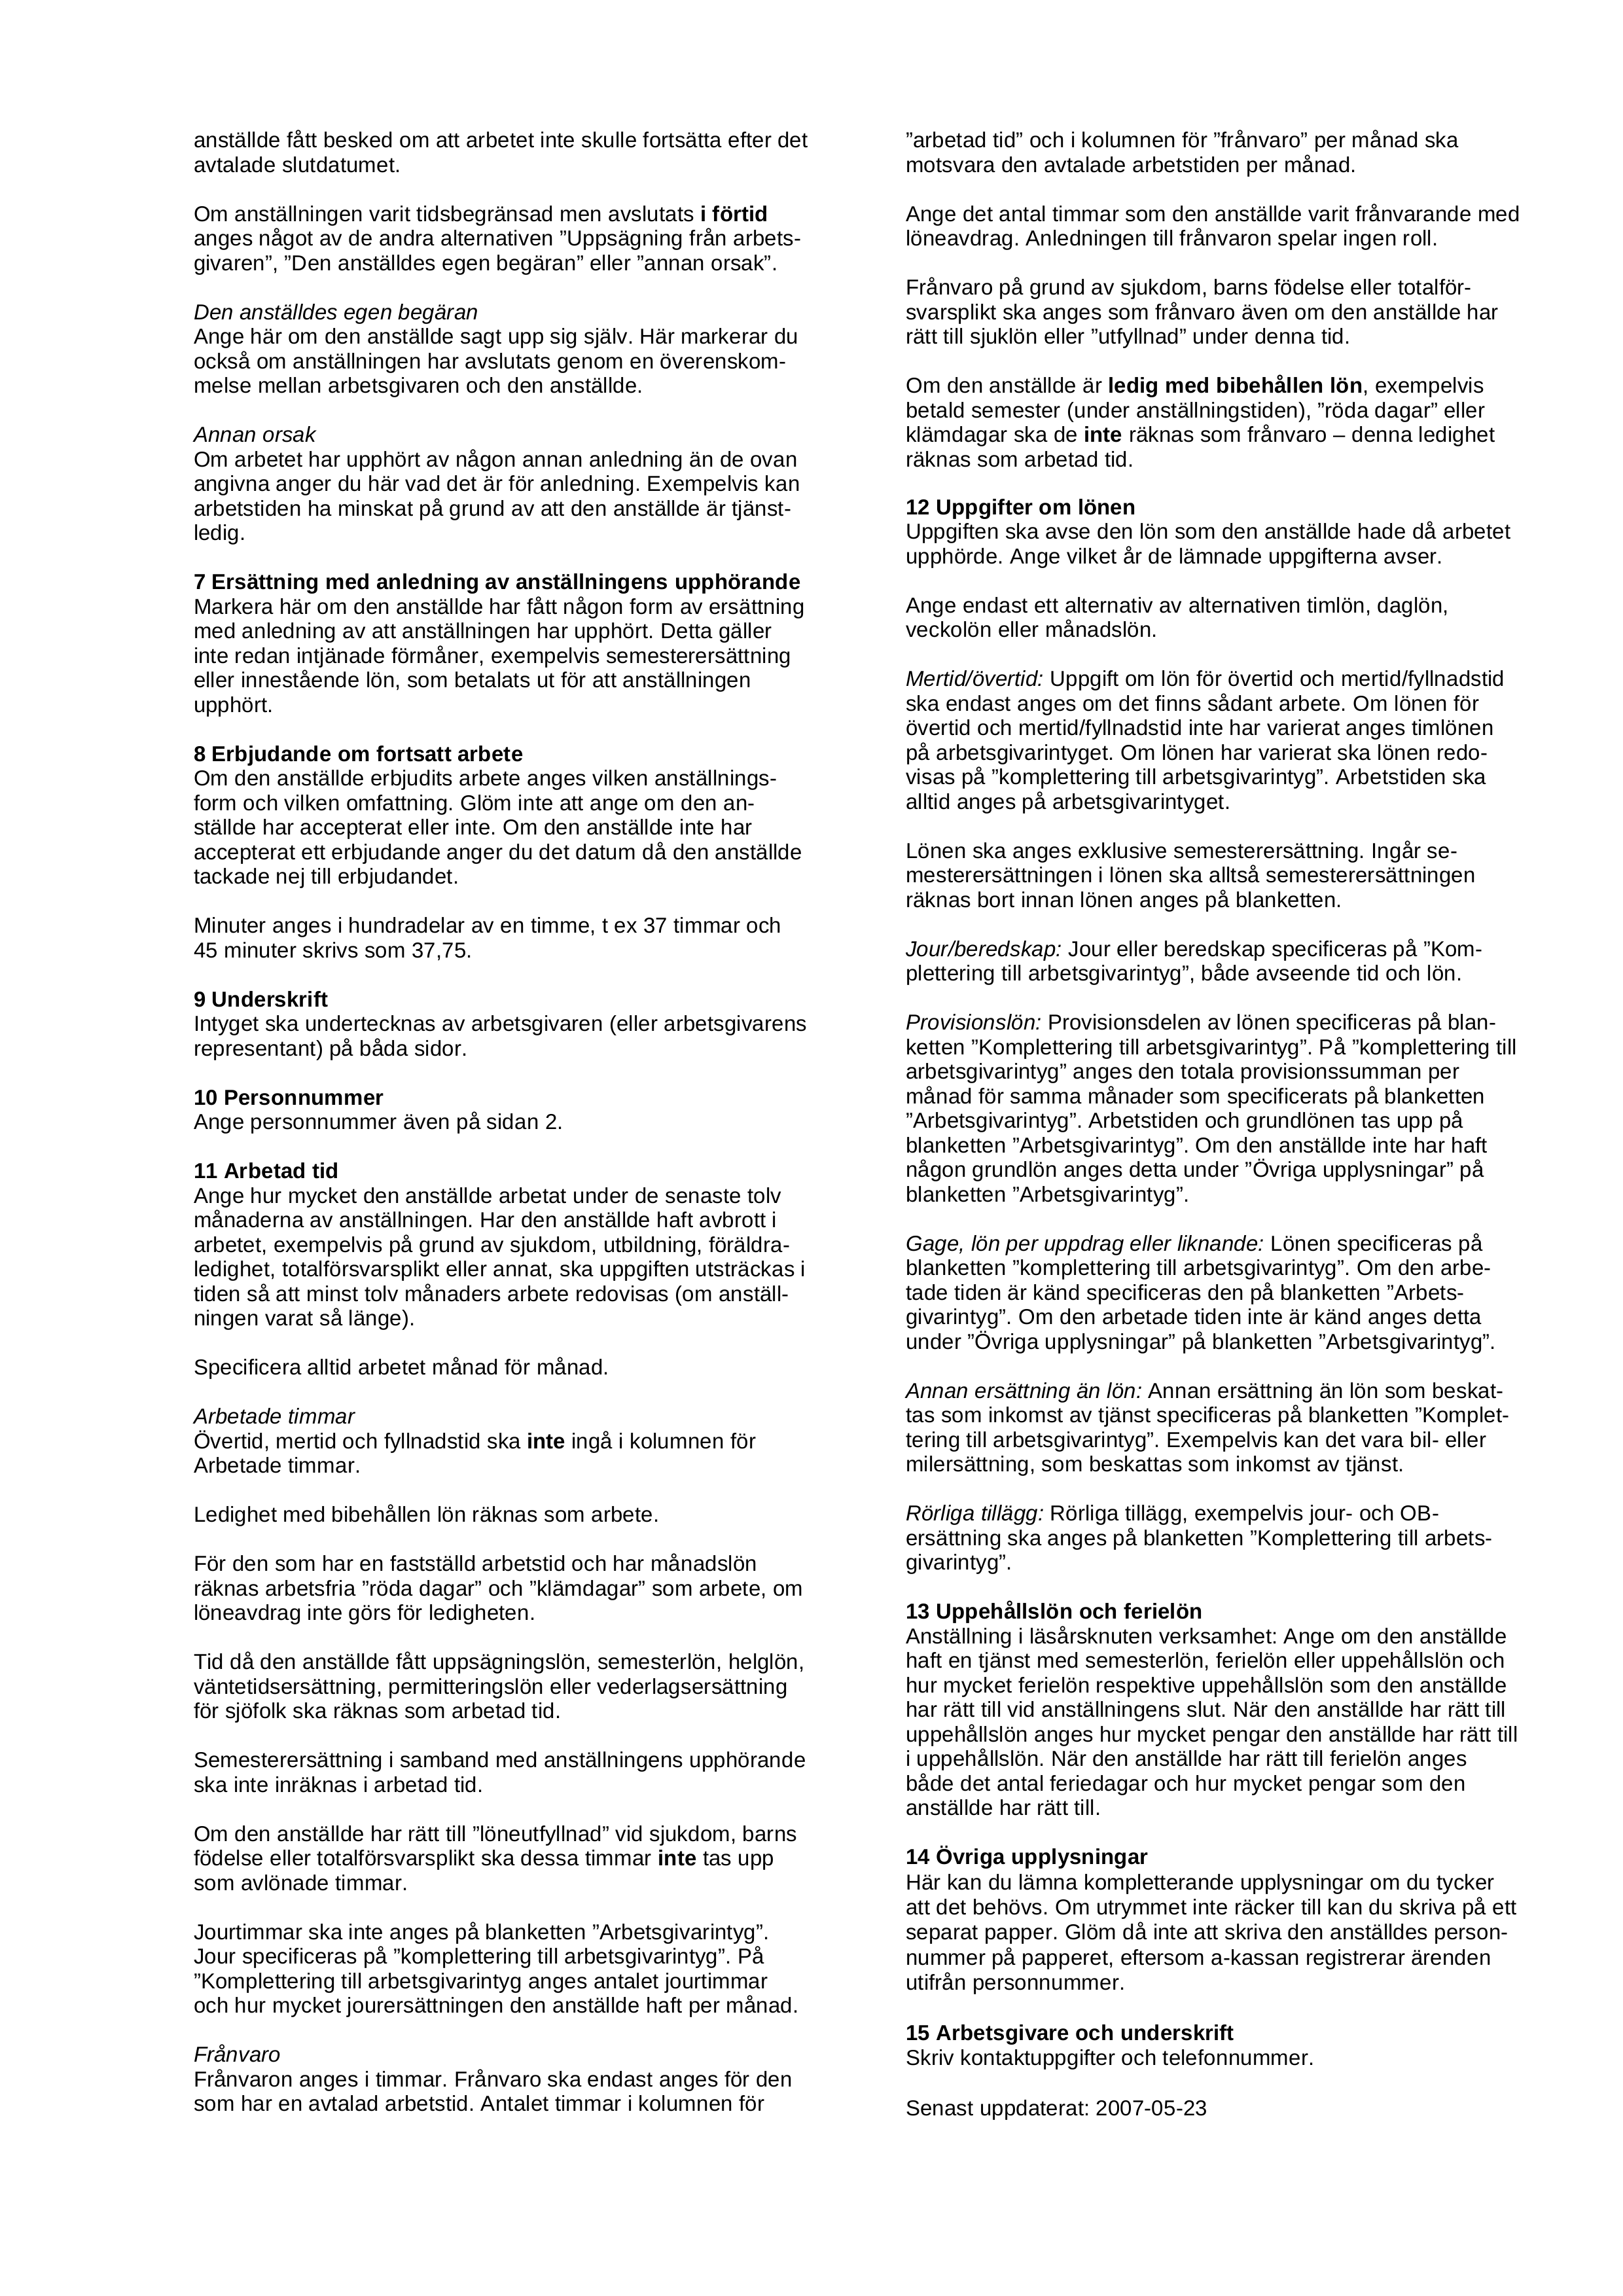 anställde fått besked om att arbetet inte skulle fortsätta efter det
avtalade slutdatumet.
Om anställningen varit tidsbegränsad men avslutats i förtid
anges något av de andra alternativen ”Uppsägning från arbets-
givaren”, ”Den anställdes egen begäran” eller ”annan orsak”.
Den anställdes egen begäran
Ange här om den anställde sagt upp sig själv. Här markerar du
också om anställningen har avslutats genom en överenskom-
melse mellan arbetsgivaren och den anställde.
Annan orsak
Om arbetet har upphört av någon annan anledning än de ovan
angivna anger du här vad det är för anledning. Exempelvis kan
arbetstiden ha minskat på grund av att den anställde är tjänst-
ledig.
7 Ersättning med anledning av anställningens upphörande
Markera här om den anställde har fått någon form av ersättning
med anledning av att anställningen har upphört. Detta gäller
inte redan intjänade förmåner, exempelvis semesterersättning
eller innestående lön, som betalats ut för att anställningen
upphört.
8 Erbjudande om fortsatt arbete
Om den anställde erbjudits arbete anges vilken anställnings-
form och vilken omfattning. Glöm inte att ange om den an-
ställde har accepterat eller inte. Om den anställde inte har
accepterat ett erbjudande anger du det datum då den anställde
tackade nej till erbjudandet.
Minuter anges i hundradelar av en timme, t ex 37 timmar och
45 minuter skrivs som 37,75.
9 Underskrift
Intyget ska undertecknas av arbetsgivaren (eller arbetsgivarens
representant) på båda sidor.
10 Personnummer
Ange personnummer även på sidan 2.
11 Arbetad tid
Ange hur mycket den anställde arbetat under de senaste tolv
månaderna av anställningen. Har den anställde haft avbrott i
arbetet, exempelvis på grund av sjukdom, utbildning, föräldra-
ledighet, totalförsvarsplikt eller annat, ska uppgiften utsträckas i
tiden så att minst tolv månaders arbete redovisas (om anställ-
ningen varat så länge).
Specificera alltid arbetet månad för månad.
Arbetade timmar
Övertid, mertid och fyllnadstid ska inte ingå i kolumnen för
Arbetade timmar.
Ledighet med bibehållen lön räknas som arbete.
För den som har en fastställd arbetstid och har månadslön
räknas arbetsfria ”röda dagar” och ”klämdagar” som arbete, om
löneavdrag inte görs för ledigheten.
Tid då den anställde fått uppsägningslön, semesterlön, helglön,
väntetidsersättning, permitteringslön eller vederlagsersättning
för sjöfolk ska räknas som arbetad tid.
Semesterersättning i samband med anställningens upphörande
ska inte inräknas i arbetad tid.
Om den anställde har rätt till ”löneutfyllnad” vid sjukdom, barns
födelse eller totalförsvarsplikt ska dessa timmar inte tas upp
som avlönade timmar.
Jourtimmar ska inte anges på blanketten ”Arbetsgivarintyg”.
Jour specificeras på ”komplettering till arbetsgivarintyg”. På
”Komplettering till arbetsgivarintyg anges antalet jourtimmar
och hur mycket jourersättningen den anställde haft per månad.
Frånvaro
Frånvaron anges i timmar. Frånvaro ska endast anges för den
som har en avtalad arbetstid. Antalet timmar i kolumnen för
”arbetad tid” och i kolumnen för ”frånvaro” per månad ska
motsvara den avtalade arbetstiden per månad.
Ange det antal timmar som den anställde varit frånvarande med
löneavdrag. Anledningen till frånvaron spelar ingen roll.
Frånvaro på grund av sjukdom, barns födelse eller totalför-
svarsplikt ska anges som frånvaro även om den anställde har
rätt till sjuklön eller ”utfyllnad” under denna tid.
Om den anställde är ledig med bibehållen lön, exempelvis
betald semester (under anställningstiden), ”röda dagar” eller
klämdagar ska de inte räknas som frånvaro – denna ledighet
räknas som arbetad tid.
12 Uppgifter om lönen
Uppgiften ska avse den lön som den anställde hade då arbetet
upphörde. Ange vilket år de lämnade uppgifterna avser.
Ange endast ett alternativ av alternativen timlön, daglön,
veckolön eller månadslön.
Mertid/övertid: Uppgift om lön för övertid och mertid/fyllnadstid
ska endast anges om det finns sådant arbete. Om lönen för
övertid och mertid/fyllnadstid inte har varierat anges timlönen
på arbetsgivarintyget. Om lönen har varierat ska lönen redo-
visas på ”komplettering till arbetsgivarintyg”. Arbetstiden ska
alltid anges på arbetsgivarintyget.
Lönen ska anges exklusive semesterersättning. Ingår se-
mesterersättningen i lönen ska alltså semesterersättningen
räknas bort innan lönen anges på blanketten.
Jour/beredskap: Jour eller beredskap specificeras på ”Kom-
plettering till arbetsgivarintyg”, både avseende tid och lön.
Provisionslön: Provisionsdelen av lönen specificeras på blan-
ketten ”Komplettering till arbetsgivarintyg”. På ”komplettering till
arbetsgivarintyg” anges den totala provisionssumman per
månad för samma månader som specificerats på blanketten
”Arbetsgivarintyg”. Arbetstiden och grundlönen tas upp på
blanketten ”Arbetsgivarintyg”. Om den anställde inte har haft
någon grundlön anges detta under ”Övriga upplysningar” på
blanketten ”Arbetsgivarintyg”.
Gage, lön per uppdrag eller liknande: Lönen specificeras på
blanketten ”komplettering till arbetsgivarintyg”. Om den arbe-
tade tiden är känd specificeras den på blanketten ”Arbets-
givarintyg”. Om den arbetade tiden inte är känd anges detta
under ”Övriga upplysningar” på blanketten ”Arbetsgivarintyg”.
Annan ersättning än lön: Annan ersättning än lön som beskat-
tas som inkomst av tjänst specificeras på blanketten ”Komplet-
tering till arbetsgivarintyg”. Exempelvis kan det vara bil- eller
milersättning, som beskattas som inkomst av tjänst.
Rörliga tillägg: Rörliga tillägg, exempelvis jour- och OB-
ersättning ska anges på blanketten ”Komplettering till arbets-
givarintyg”.
13 Uppehållslön och ferielön
Anställning i läsårsknuten verksamhet: Ange om den anställde
haft en tjänst med semesterlön, ferielön eller uppehållslön och
hur mycket ferielön respektive uppehållslön som den anställde
har rätt till vid anställningens slut. När den anställde har rätt till
uppehållslön anges hur mycket pengar den anställde har rätt till
i uppehållslön. När den anställde har rätt till ferielön anges
både det antal feriedagar och hur mycket pengar som den
anställde har rätt till.
14 Övriga upplysningar
Här kan du lämna kompletterande upplysningar om du tycker
att det behövs. Om utrymmet inte räcker till kan du skriva på ett
separat papper. Glöm då inte att skriva den anställdes person-
nummer på papperet, eftersom a-kassan registrerar ärenden
utifrån personnummer.
15 Arbetsgivare och underskrift
Skriv kontaktuppgifter och telefonnummer.
Senast uppdaterat: 2007-05-23